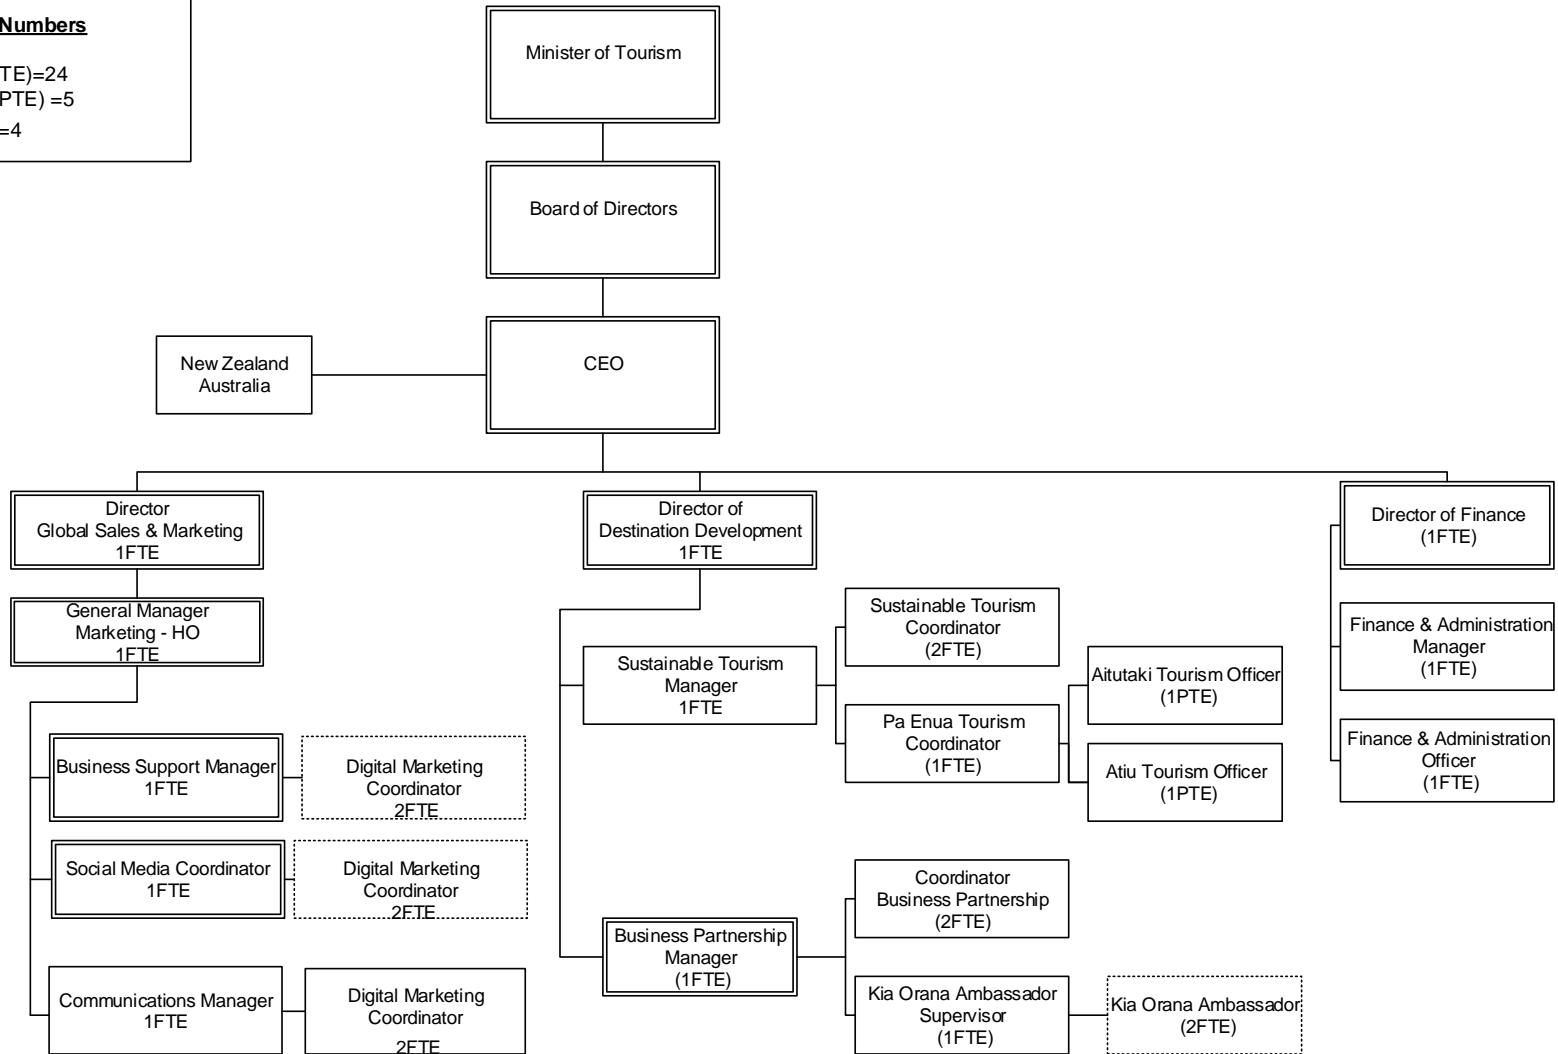 Numbers
TE)=24
PTE) =5
=4
Minister of Tourism
Board of Directors
New Zealand
Australia
CEO
Director
Global Sales & Marketing
1FTE
Director of
Destination Development
1FTE
Director of Finance
(1FTE)
General Manager
Marketing - HO
1FTE
Sustainable Tourism
Manager
1FTE
Sustainable Tourism
Coordinator
(2FTE)
Pa Enua Tourism
Coordinator
(1FTE)
Aitutaki Tourism Officer
(1PTE)
Atiu Tourism Officer
(1PTE)
Finance & Administration
Manager
(1FTE)
Finance & Administration
Officer
(1FTE)
Business Support Manager
1FTE
Digital Marketing
Coordinator
2FTE
Social Media Coordinator
1FTE
Digital Marketing
Coordinator
2FTE
Communications Manager
1FTE
Digital Marketing
Coordinator
2FTE
Business Partnership
Manager
(1FTE)
Coordinator
Business Partnership
(2FTE)
Kia Orana Ambassador
Supervisor
(1FTE)
Kia Orana Ambassador
(2FTE)